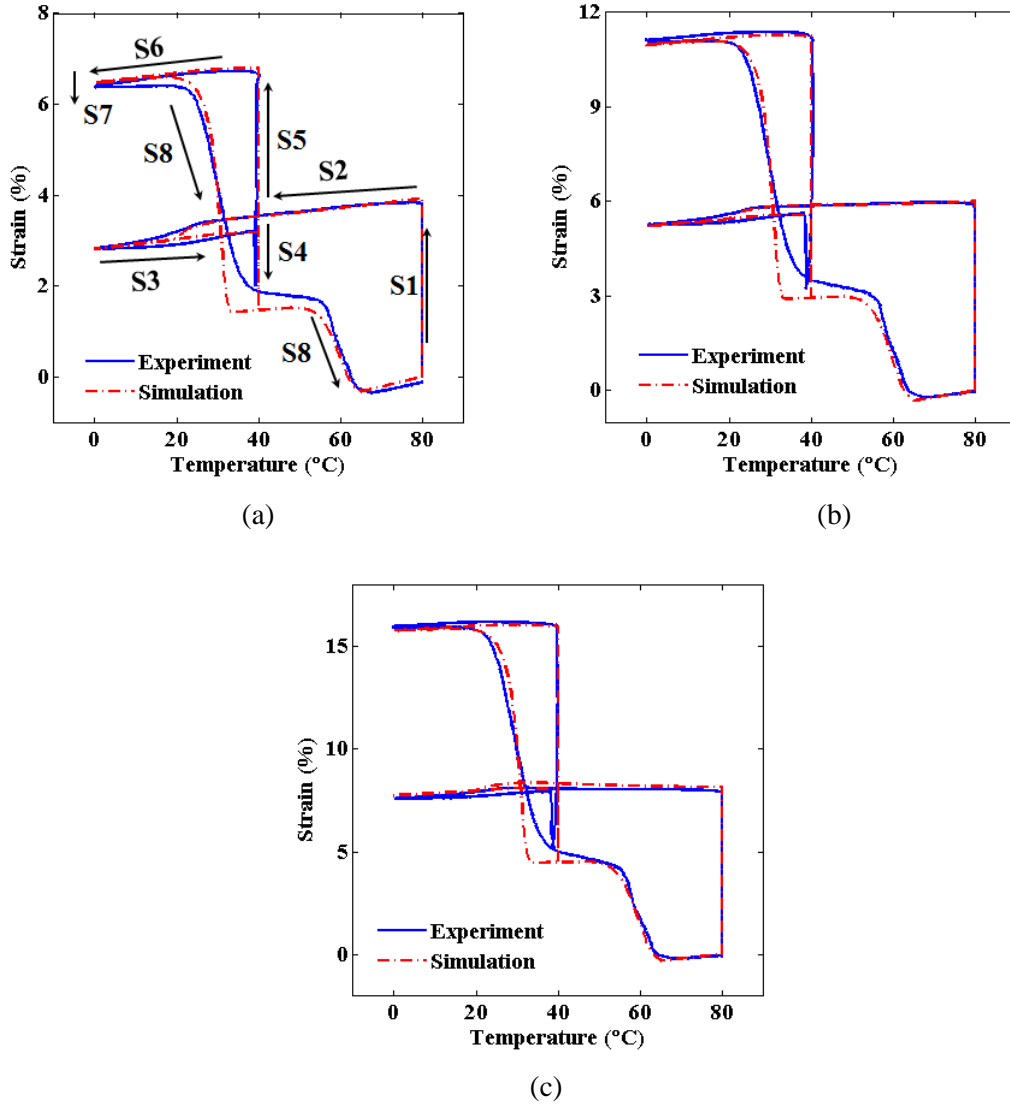 8
6
4
2
0
Strain (%)
S6
S7
S8
S5
S2
S4
S3
S1
S8
Experiment
Simulation
0 20 40 60 80
Temperature (°C)
(a)
12
9
6
3
0
Strain (%)
Experiment
Simulation
0 20 40 60 80
Temperature (°C)
(b)
15
10
5
0
Strain (%)
Experiment
Simulation
0 20 40 60 80
Temperature (°C)
(c)